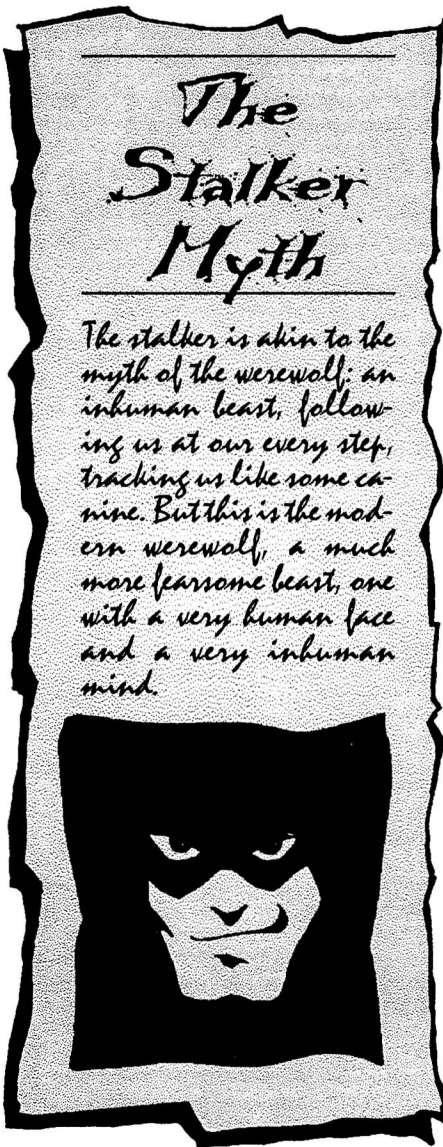 The
Stalker
Myth
The stalker is akin to the
myth of the werewolf: an
inhuman beast, follow-
ing us at our every step,
tracking us like some ca-
nine. But this is the mod-
ern werewolf, a much
more fearsome beast, one
with a very human face
and a very inhuman
mind.